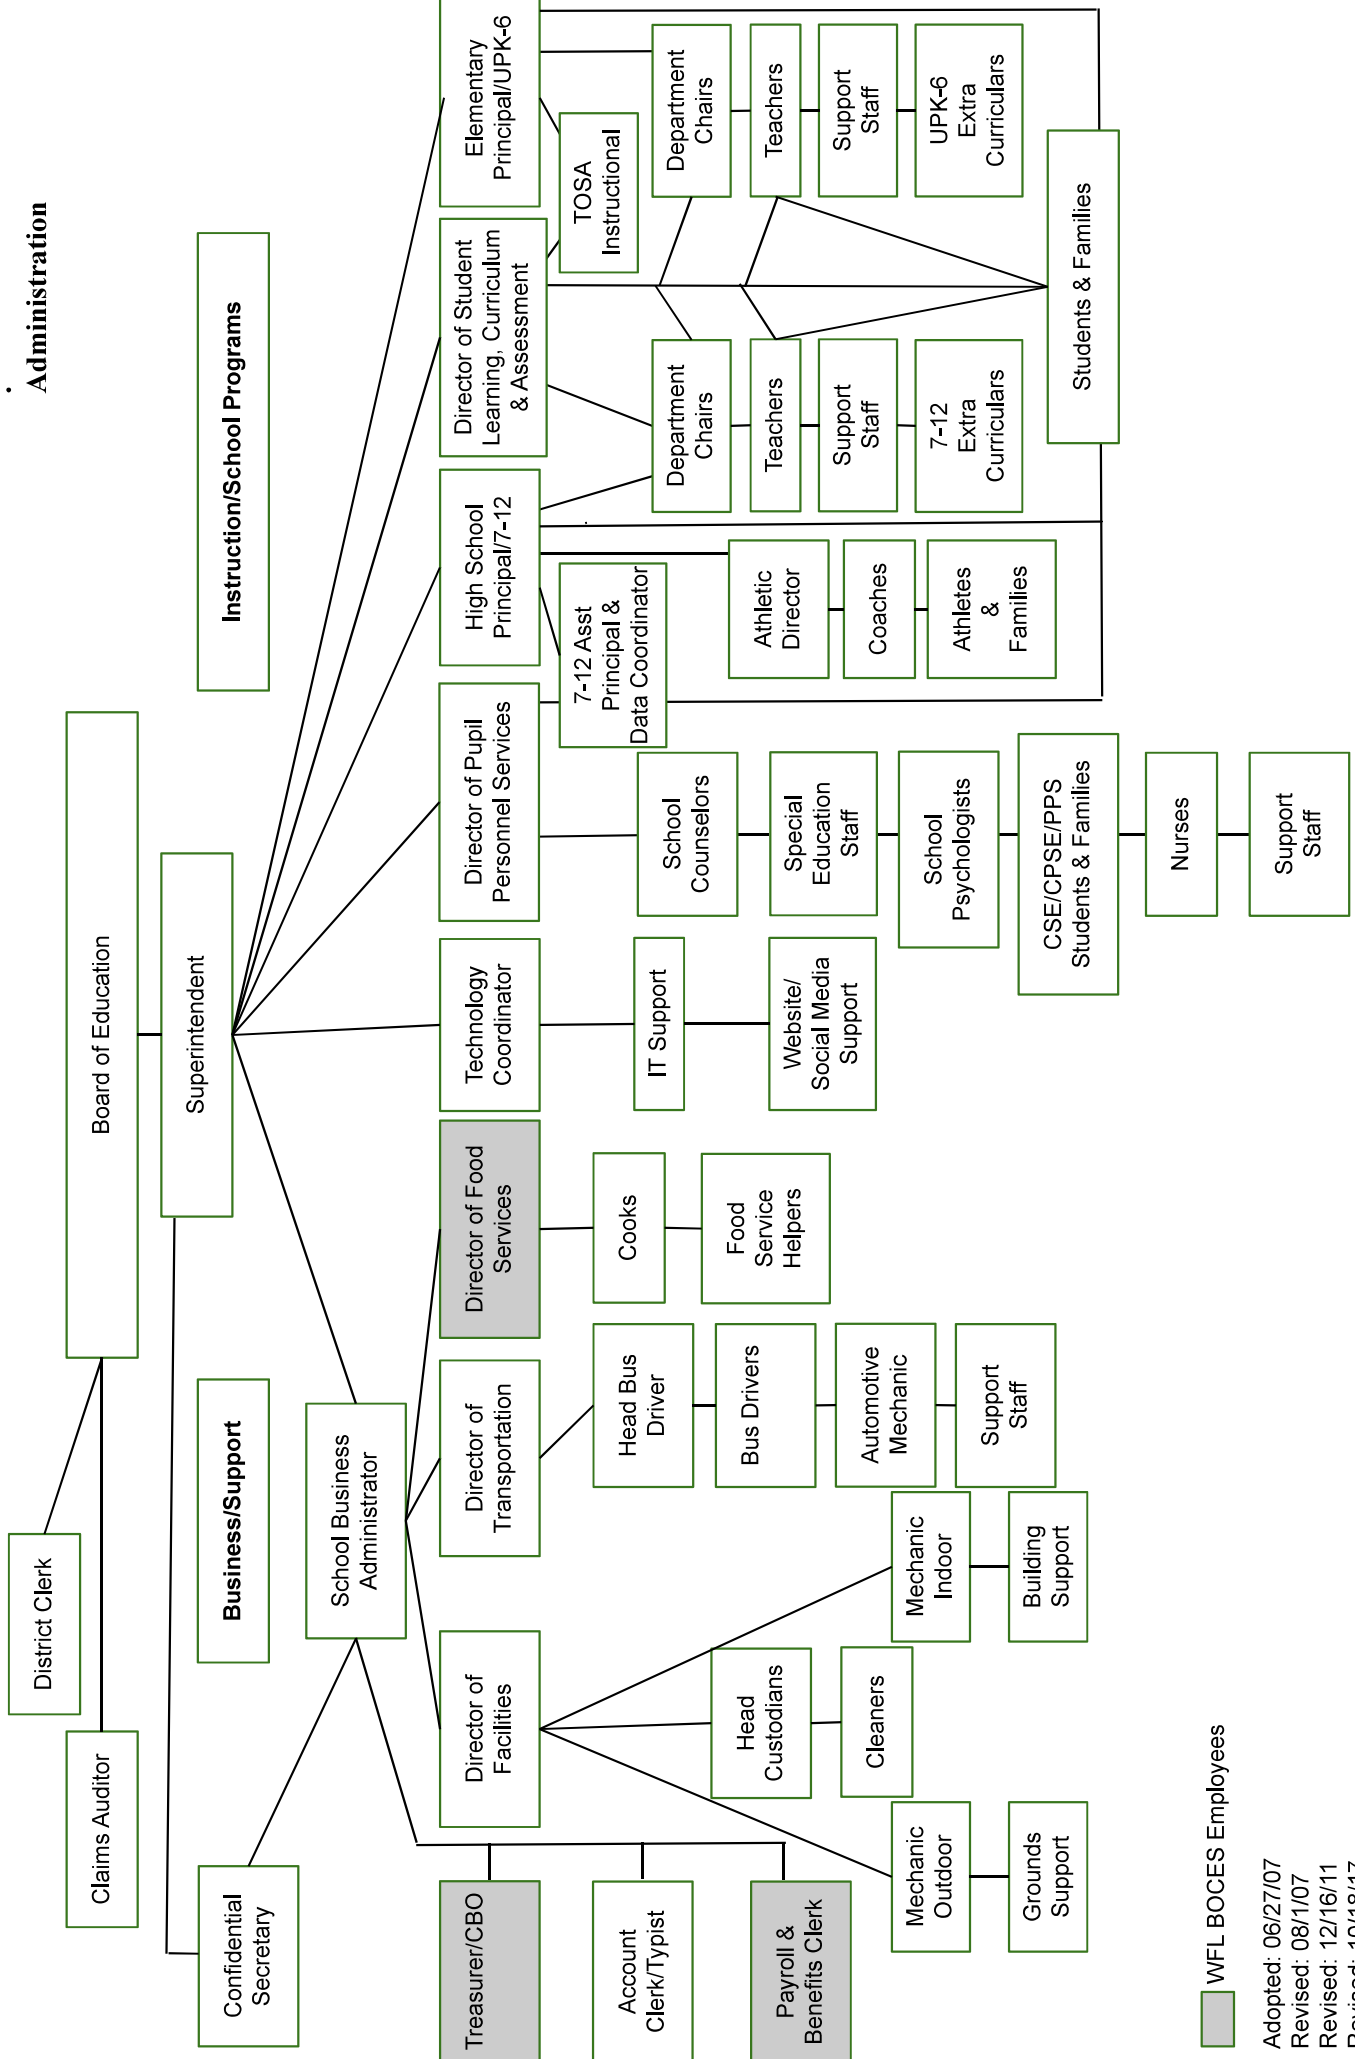 .
Administration
Board of Education
District Clerk
Claims Auditor
Superintendent
Confidential
Secretary
Business/Support
Instruction/School Programs
School Business
Administrator
Treasurer/CBO
Account
Clerk/Typist
Payroll &
Benefits Clerk
Director of
Facilities
Director of
Transportation
Director of Food
Services
Technology
Coordinator
Director of Pupil
Personnel Services
High School
Principal/7-12
Director of Student
Learning, Curriculum
& Assessment
Elementary
Principal/UPK-6
Mechanic
Outdoor
Grounds
Support
Head
Custodians
Cleaners
Mechanic
Indoor
Building
Support
Head Bus
Driver
Bus Drivers
Automotive
Mechanic
Support
Staff
Cooks
Food
Service
Helpers
IT Support
Website/
Social Media
Support
School
Counselors
Special
Education
Staff
School
Psychologists
CSE/CPSE/PPS
Students & Families
Nurses
Support
Staff
7-12 Asst
Principal &
Data Coordinator
Athletic
Director
Coaches
Athletes
&
Families
Department
Chairs
Teachers
Support
Staff
7-12
Extra
Curriculars
TOSA
Instructional
Department
Chairs
Teachers
Support
Staff
UPK-6
Extra
Curriculars
Students & Families
WFL BOCES Employees
Adopted: 06/27/07
Revised: 08/1/07
Revised: 12/16/11
Revised: 10/18/17